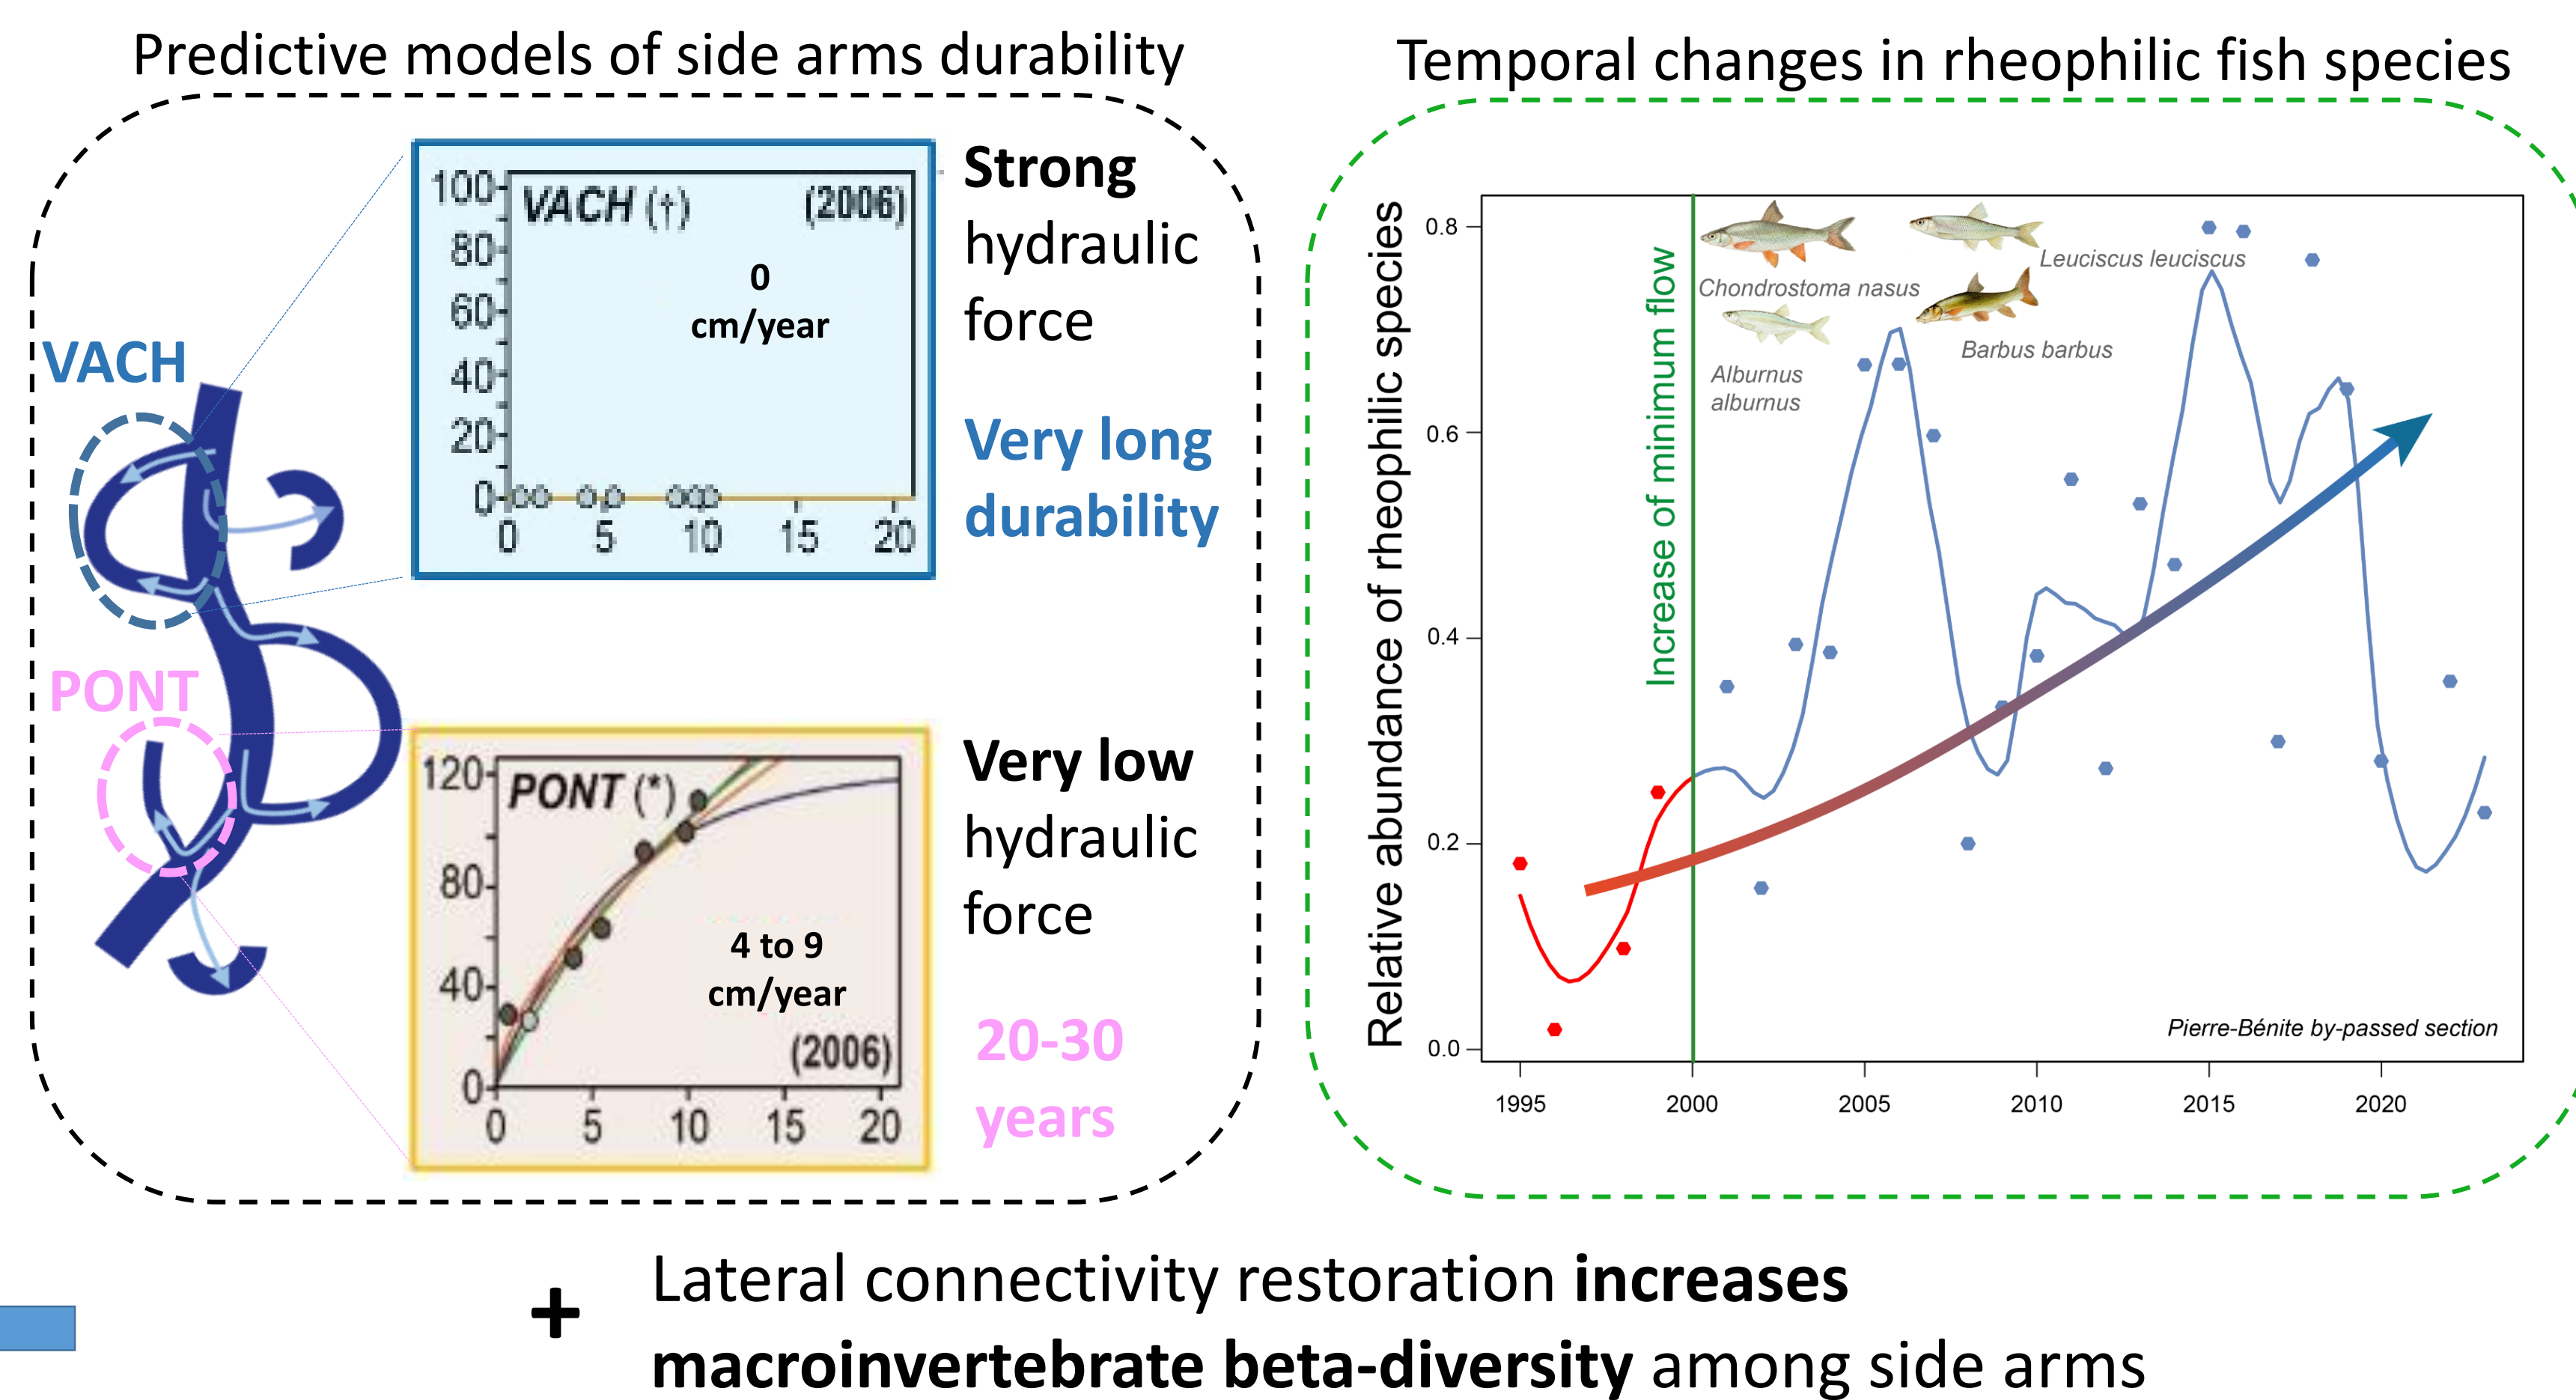 Predictive models of side arms durability
VACH
PONT
100
80
60
40
20
0
VACH (†) (2006)
0
cm/year
0 5 10 15 20
Strong
hydraulic
force
Very long
durability
120
80
40
0
PONT (*)
4 to 9
cm/year
(2006)
0 5 10 15 20
Very low
hydraulic
force
20-30
years
Temporal changes in rheophilic fish species
Relative abundance of rheophilic species
0.8
0.6
0.4
0.2
0.0
Increase of minimum flow
Chondrostoma nasus
Leuciscus leuciscus
Alburnus
alburnus
Barbus barbus
Pierre-Bénite by-passed section
1995 2000 2005 2010 2015 2020
+ Lateral connectivity restoration increases
macroinvertebrate beta-diversity among side arms